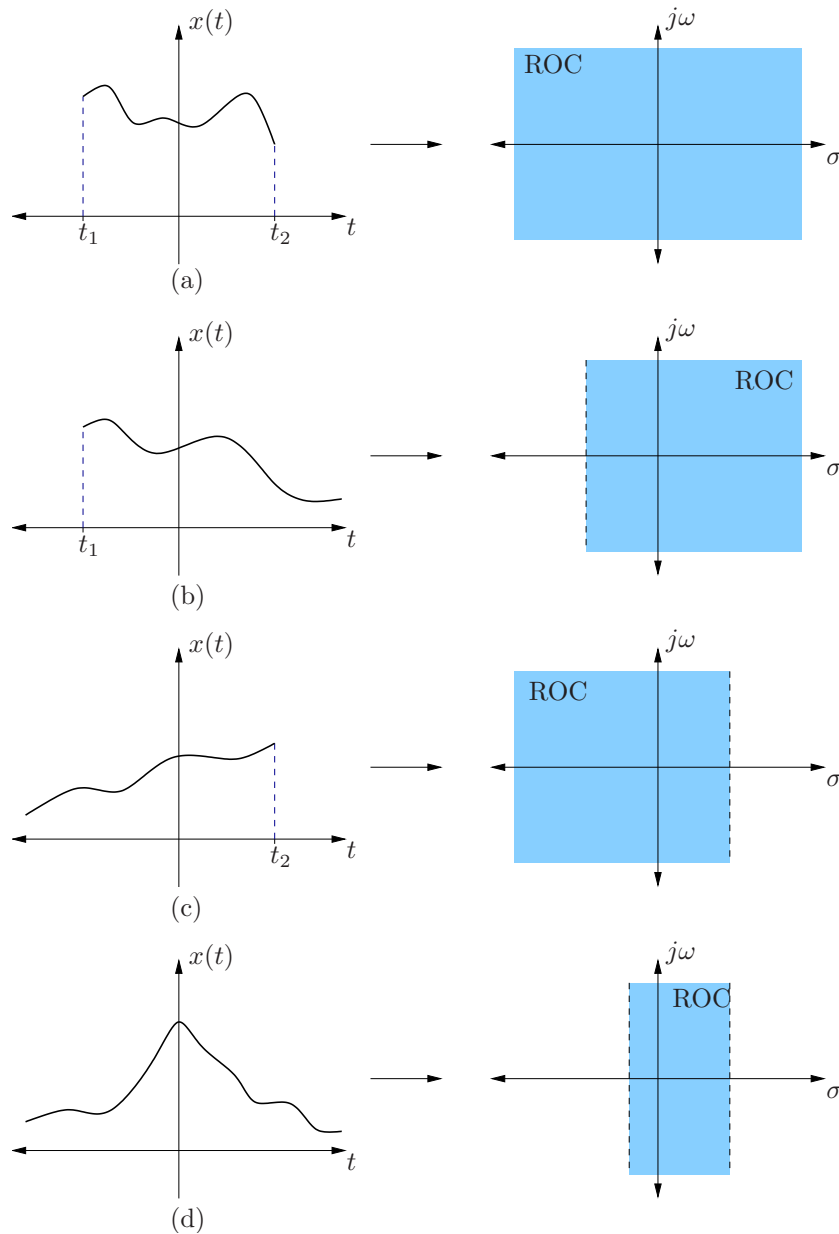 x(t)
jω
ROC
σ
t₁
t₂
t
(a)
x(t)
jω
ROC
σ
t₁
t
(b)
x(t)
jω
ROC
σ
t₂
t
(c)
x(t)
jω
ROC
σ
t
(d)